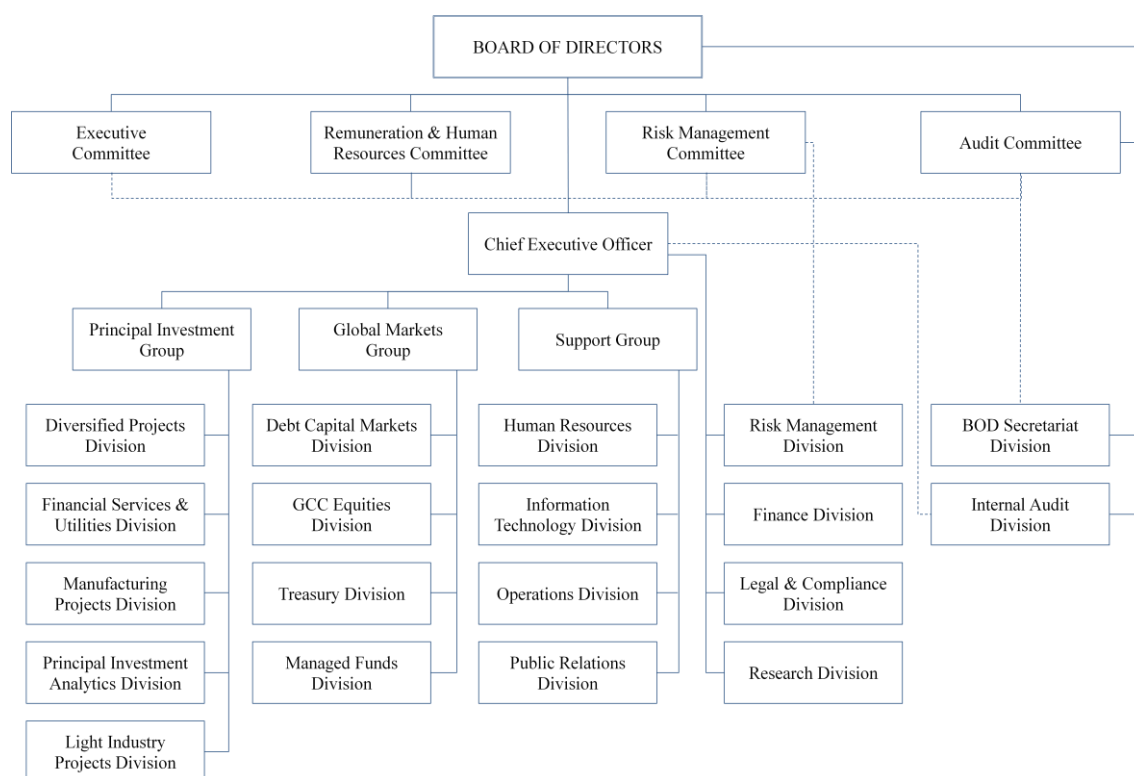 BOARD OF DIRECTORS
Executive
Committee
Remuneration & Human
Resources Committee
Risk Management
Committee
Audit Committee
Chief Executive Officer
Principal Investment
Group
Global Markets
Group
Support Group
Diversified Projects
Division
Debt Capital Markets
Division
Human Resources
Division
Risk Management
Division
BOD Secretariat
Division
Financial Services &
Utilities Division
GCC Equities
Division
Information
Technology Division
Finance Division
Internal Audit
Division
Manufacturing
Projects Division
Treasury Division
Operations Division
Legal & Compliance
Division
Principal Investment
Analytics Division
Managed Funds
Division
Public Relations
Division
Research Division
Light Industry
Projects Division